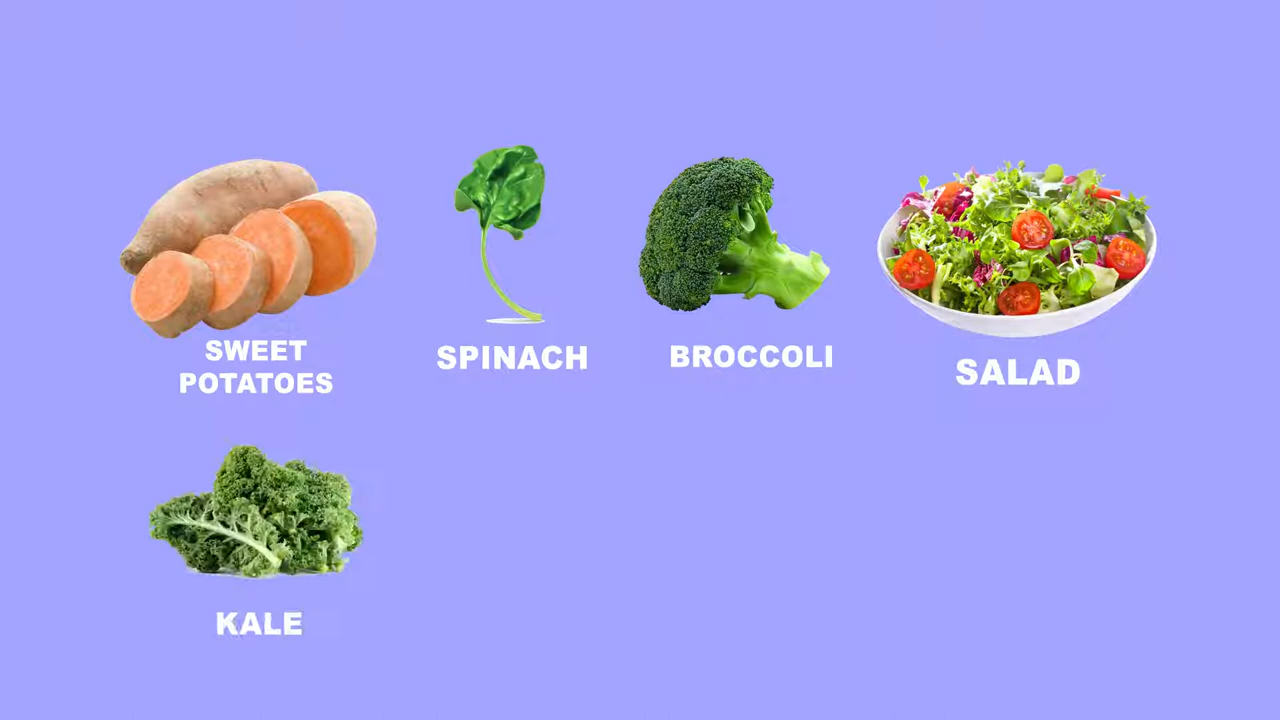 SWEET
POTATOES
SPINACH
BROCCOLI
SALAD
KALE